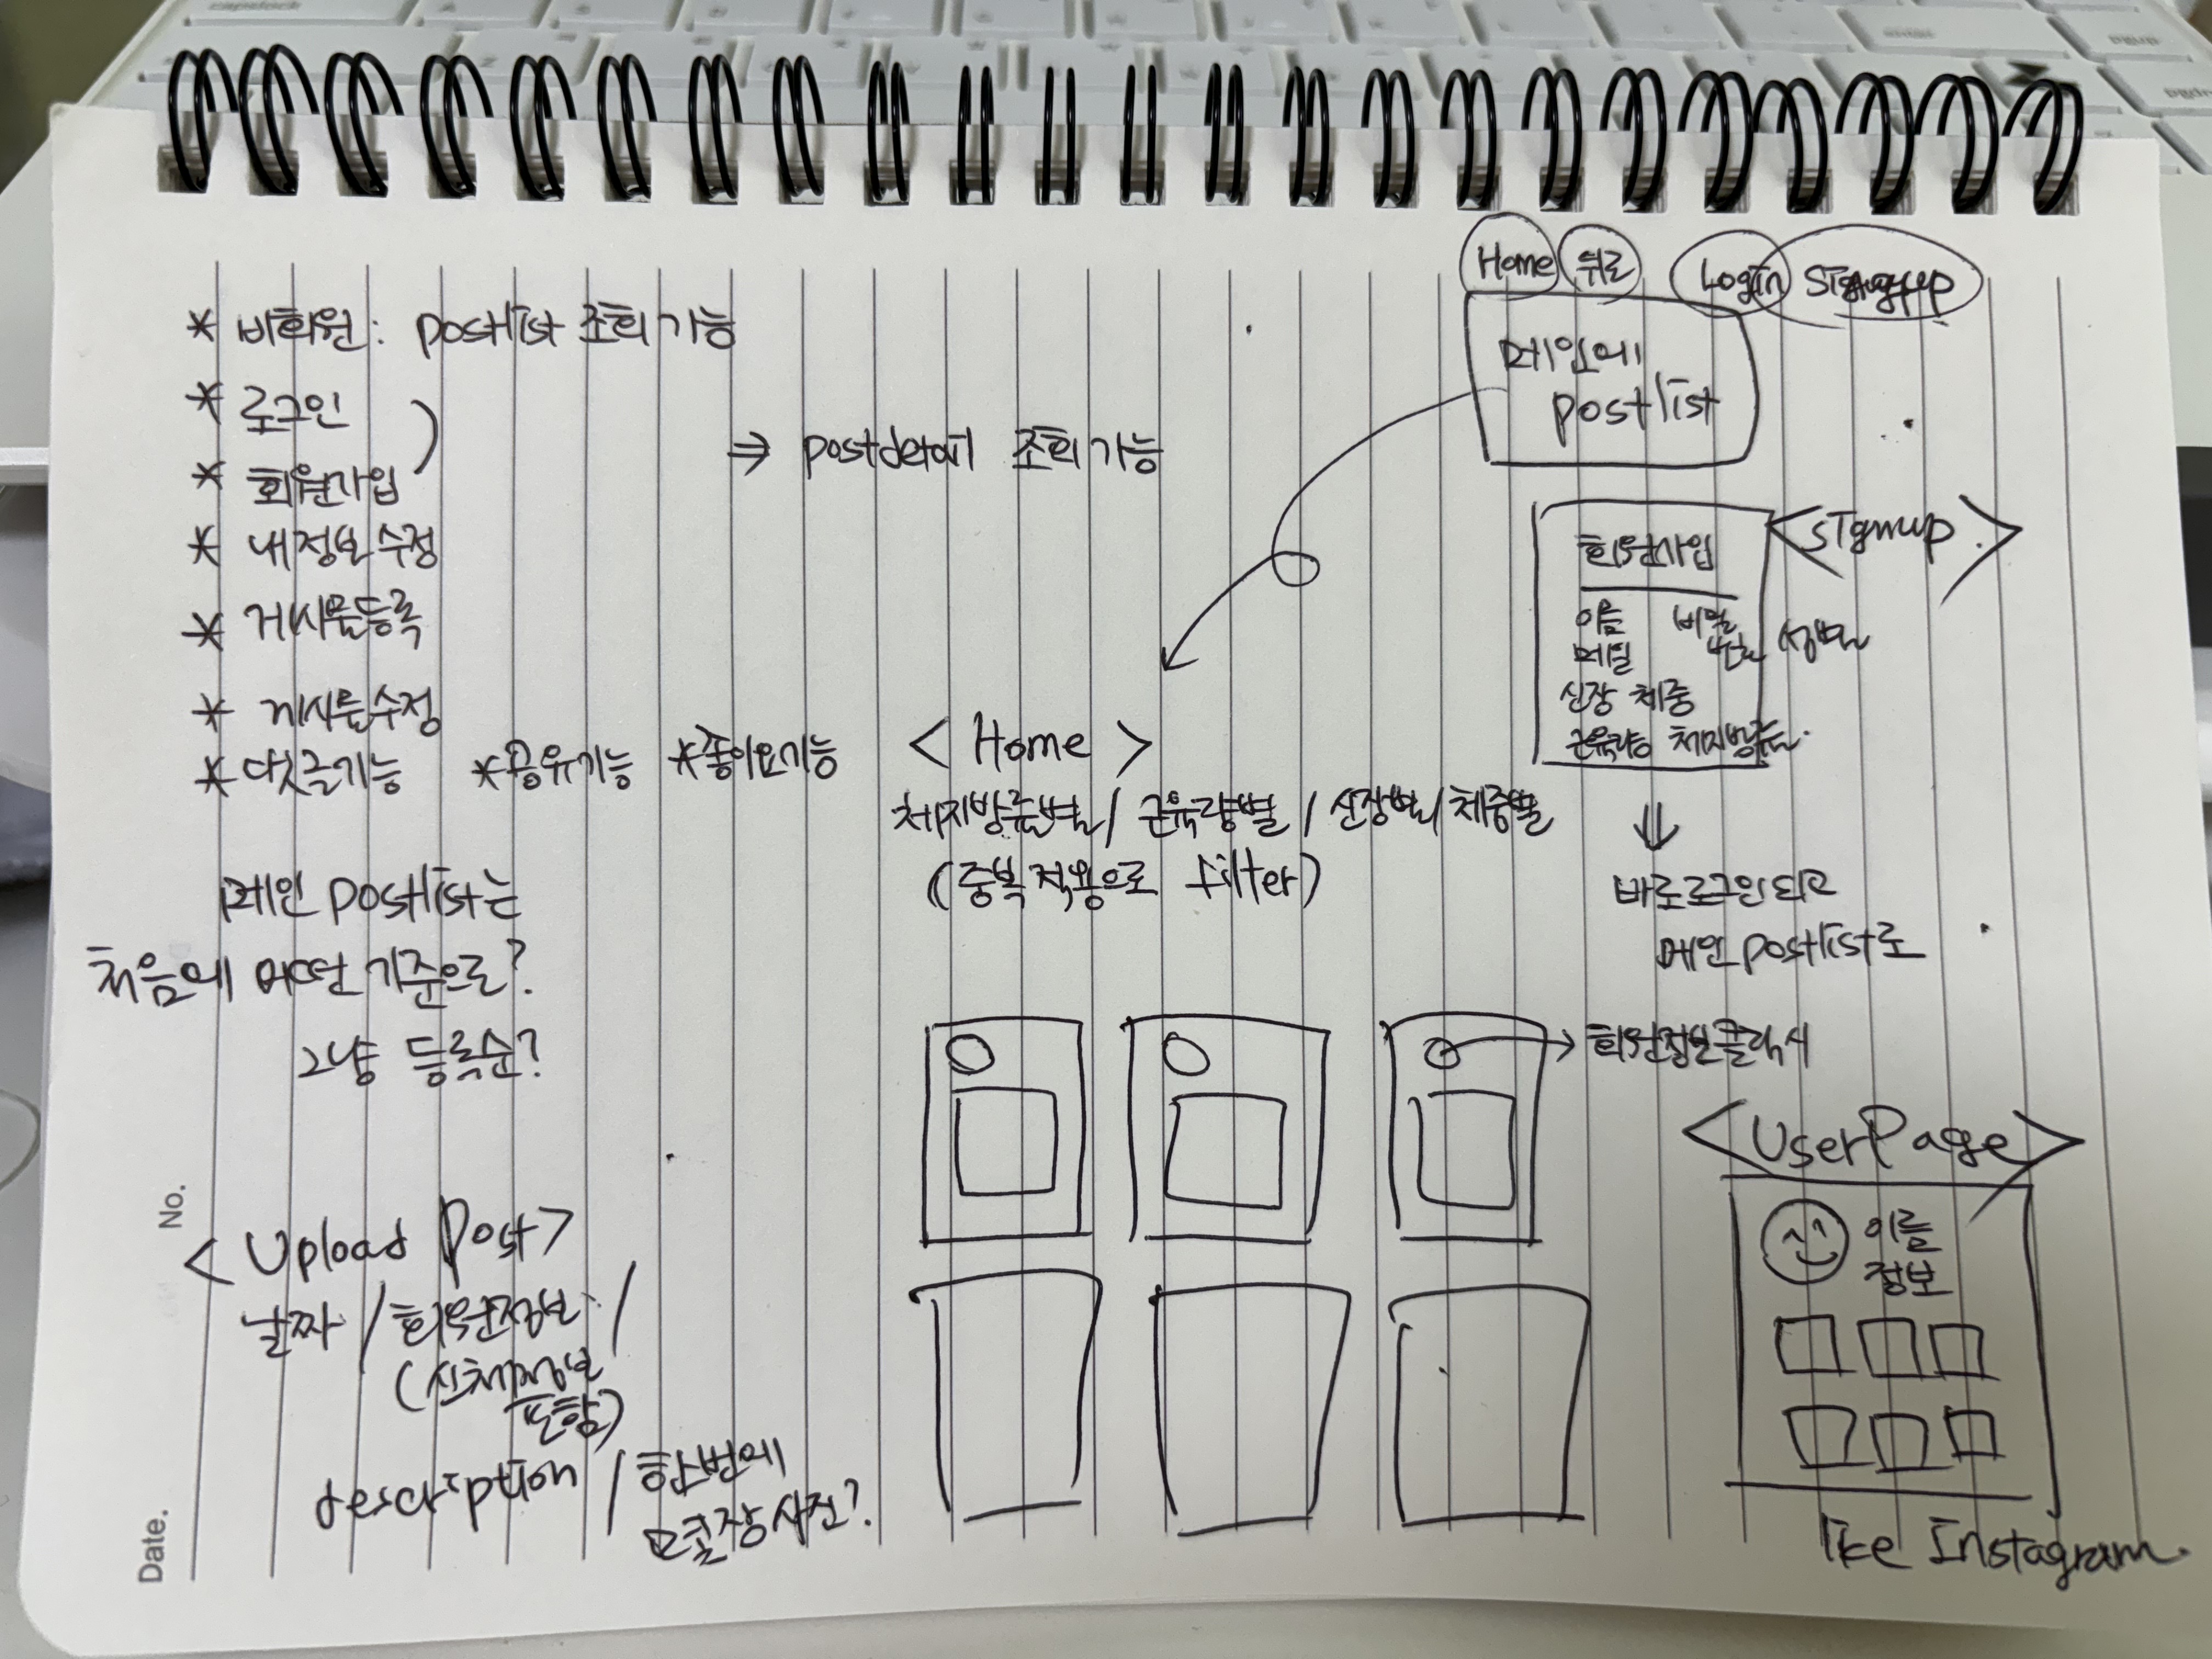 Home 뒤로 Login Signup
메인에
postlist
* 비회원: postlist 조회 가능
* 로그인
* 회원가입
⇒ postdetail 조회 가능
* 내정보 수정
* 게시물 등록
* 게시물 수정
* 댓글기능 * 공유기능 * 좋아요기능
메인 postlist는
처음에 어떤 기준으로?
그냥 등록순?
<signup>
회원가입
이름 비밀
메일 번호 성별
신장 체중
근육량 체지방률
⇓
바로 로그인 되고
메인 postlist로
< Home >
체지방률별 / 근육량별 / 신장별 / 체중별
(중복 적용으로 filter)
→ 회원정보 클릭시
<UserPage>
이름
정보
like Instagram
< Upload Post>
날짜 / 회원정보 /
(신체정보
포함)
description / 한번에
몇장 사진?
No.
Date.